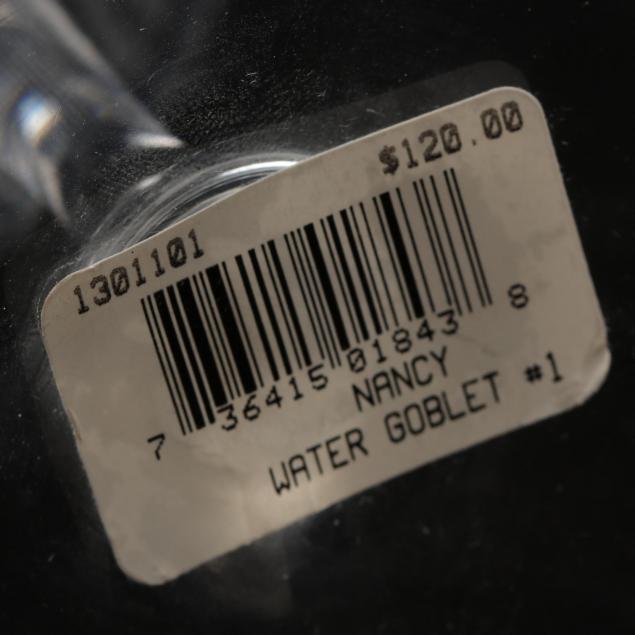 $120.00
1301101
7 36415 01843 8
NANCY
WATER GOBLET #1